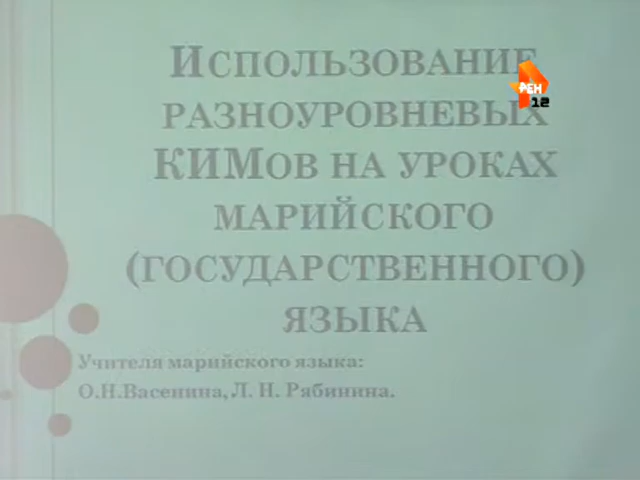 Использование
разноуровневых
КИМов на уроках
марийского
(государственного)
языка
Учителя марийского языка:
О.Н.Васенина, Л. Н. Рябинина.
РЕН
12